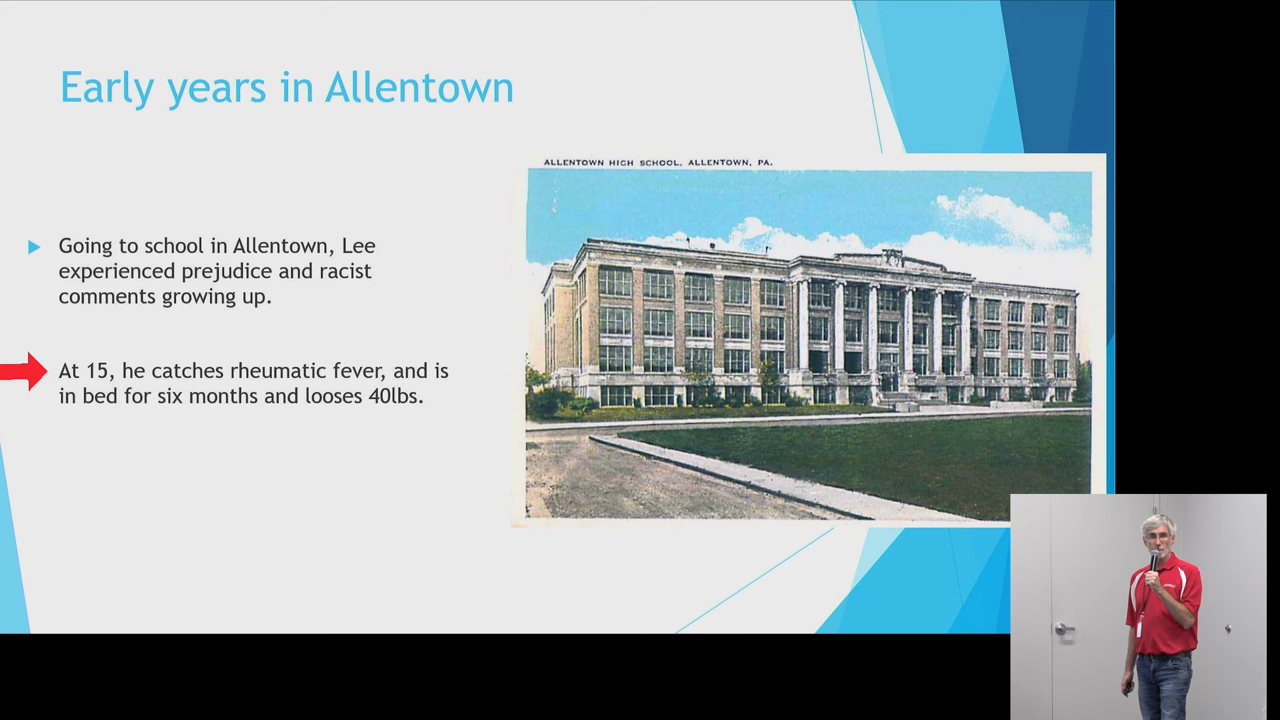 Early years in Allentown
ALLENTOWN HIGH SCHOOL, ALLENTOWN, PA.
Going to school in Allentown, Lee
experienced prejudice and racist
comments growing up.
At 15, he catches rheumatic fever, and is
in bed for six months and looses 40lbs.